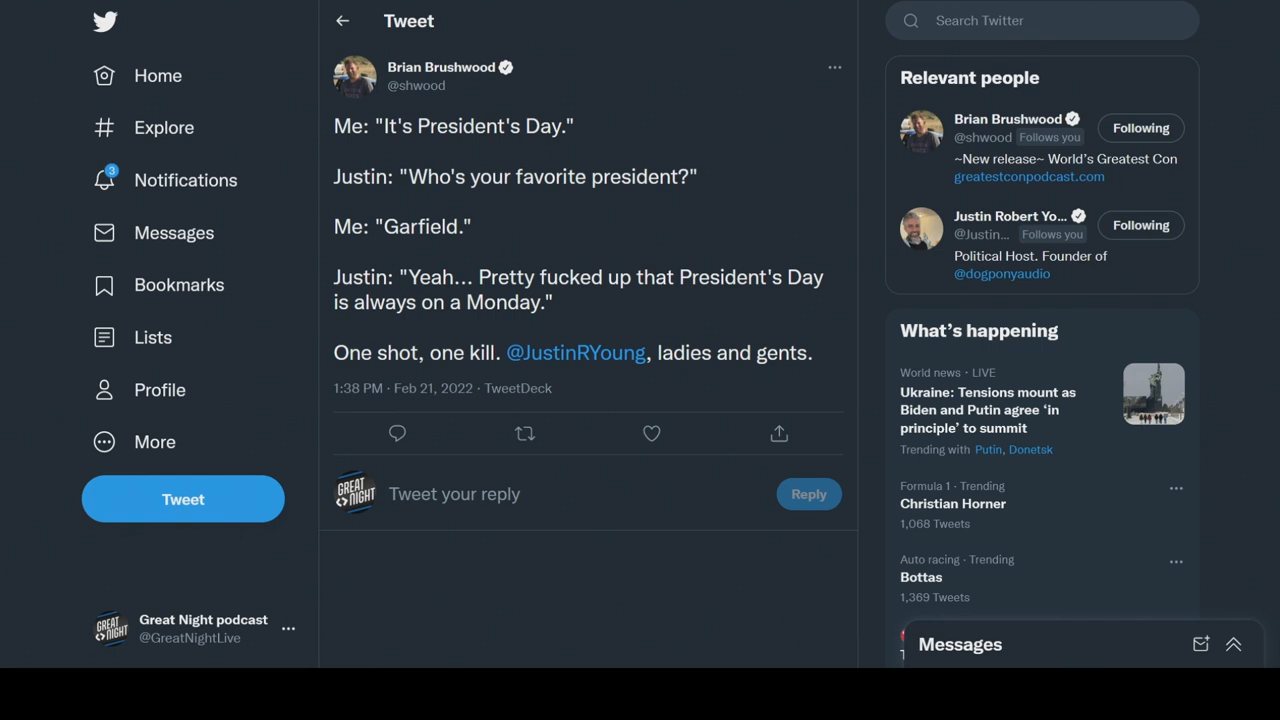 Tweet
Search Twitter
Home
Explore
3
Notifications
Messages
Bookmarks
Lists
Profile
More
Tweet
Great Night podcast
@GreatNightLive
Brian Brushwood
@shwood
Me: "It's President's Day."
Justin: "Who's your favorite president?"
Me: "Garfield."
Justin: "Yeah... Pretty fucked up that President's Day
is always on a Monday."
One shot, one kill. @JustinRYoung, ladies and gents.
1:38 PM · Feb 21, 2022 · TweetDeck
GREAT
NIGHT
Tweet your reply
Reply
Relevant people
Brian Brushwood
@shwood Follows you
Following
~New release~ World's Greatest Con
greatestconpodcast.com
Justin Robert Yo...
@Justin... Follows you
Following
Political Host. Founder of
@dogponyaudio
What's happening
World news · LIVE
Ukraine: Tensions mount as
Biden and Putin agree 'in
principle' to summit
Trending with Putin, Donetsk
Formula 1 · Trending
Christian Horner
1,068 Tweets
Auto racing · Trending
Bottas
1,369 Tweets
Messages
GREAT
NIGHT